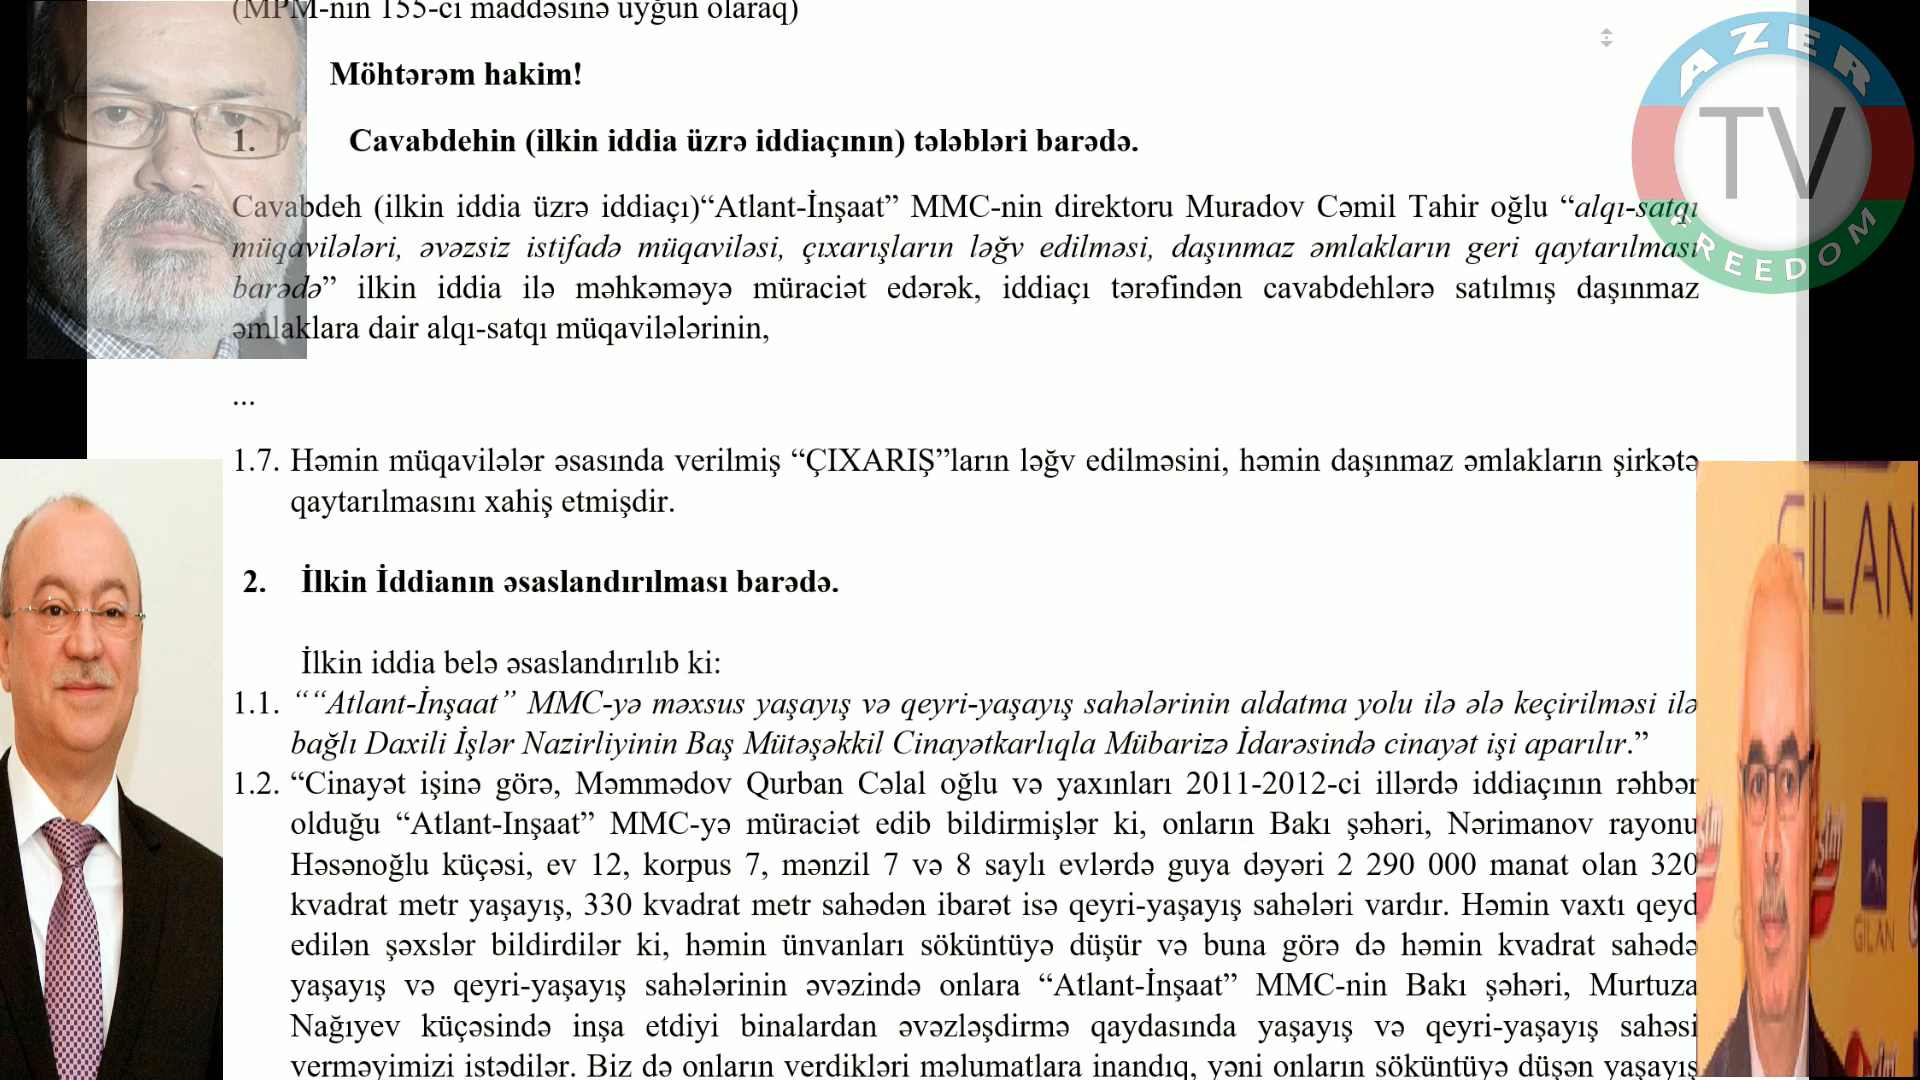 (MPM-nin 155-ci maddəsinə uyğun olaraq)
Möhtərəm hakim!
1. Cavabdehin (ilkin iddia üzrə iddiaçının) tələbləri barədə.
Cavabdeh (ilkin iddia üzrə iddiaçı)“Atlant-İnşaat” MMC-nin direktoru Muradov Cəmil Tahir oğlu “alqı-satqı
müqavilələri, əvəzsiz istifadə müqaviləsi, çıxarışların ləğv edilməsi, daşınmaz əmlakların geri qaytarılması
barədə” ilkin iddia ilə məhkəməyə müraciət edərək, iddiaçı tərəfindən cavabdehlərə satılmış daşınmaz
əmlaklara dair alqı-satqı müqavilələrinin,
...
1.7. Həmin müqavilələr əsasında verilmiş “ÇIXARIŞ”ların ləğv edilməsini, həmin daşınmaz əmlakların şirkətə
qaytarılmasını xahiş etmişdir.
2. İlkin İddianın əsaslandırılması barədə.
İlkin iddia belə əsaslandırılıb ki:
1.1. ““Atlant-İnşaat” MMC-yə məxsus yaşayış və qeyri-yaşayış sahələrinin aldatma yolu ilə ələ keçirilməsi ilə
bağlı Daxili İşlər Nazirliyinin Baş Mütəşəkkil Cinayətkarlıqla Mübarizə İdarəsində cinayət işi aparılır.”
1.2. “Cinayət işinə görə, Məmmədov Qurban Cəlal oğlu və yaxınları 2011-2012-ci illərdə iddiaçının rəhbər
olduğu “Atlant-Inşaat” MMC-yə müraciət edib bildirmişlər ki, onların Bakı şəhəri, Nərimanov rayonu
Həsənoğlu küçəsi, ev 12, korpus 7, mənzil 7 və 8 saylı evlərdə guya dəyəri 2 290 000 manat olan 320
kvadrat metr yaşayış, 330 kvadrat metr sahədən ibarət isə qeyri-yaşayış sahələri vardır. Həmin vaxtı qeyd
edilən şəxslər bildirdilər ki, həmin ünvanları söküntüyə düşür və buna görə də həmin kvadrat sahədə
yaşayış və qeyri-yaşayış sahələrinin əvəzində onlara “Atlant-İnşaat” MMC-nin Bakı şəhəri, Murtuza
Nağıyev küçəsində inşa etdiyi binalardan əvəzləşdirmə qaydasında yaşayış və qeyri-yaşayış sahəsi
verməyimizi istədilər. Biz də onların verdikləri məlumatlara inandıq, yəni onların söküntüyə düşən yaşayış
AZER
TV
FREEDOM
GILAN
GILAN